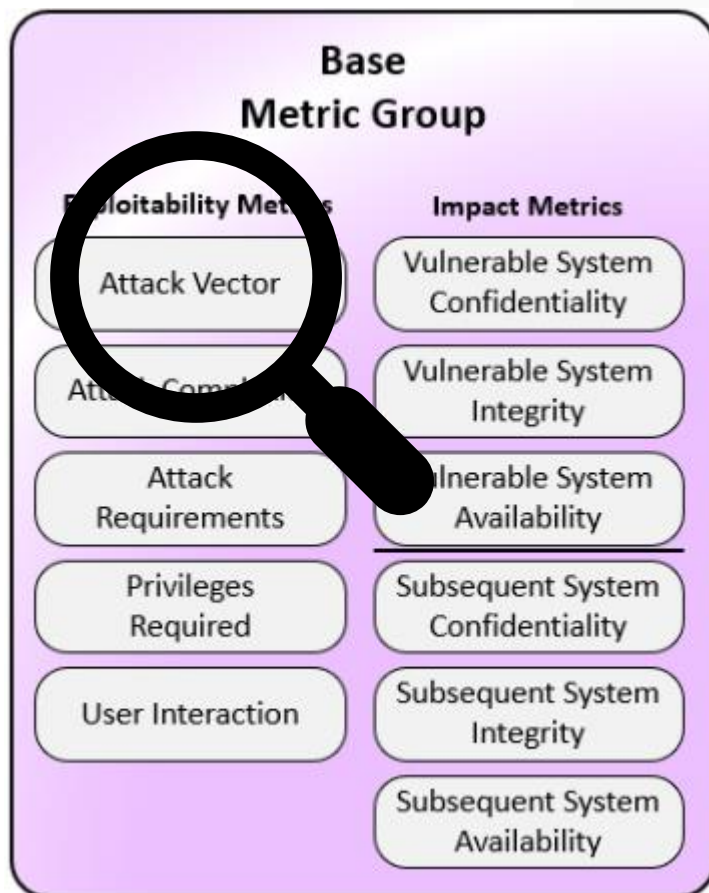 Base
Metric Group
Impact Metrics
Attack Vector
Vulnerable System
Confidentiality
Vulnerable System
Integrity
Attack
Requirements
System
Availability
Privileges
Required
Subsequent System
Confidentiality
User Interaction
Subsequent System
Integrity
Subsequent System
Availability